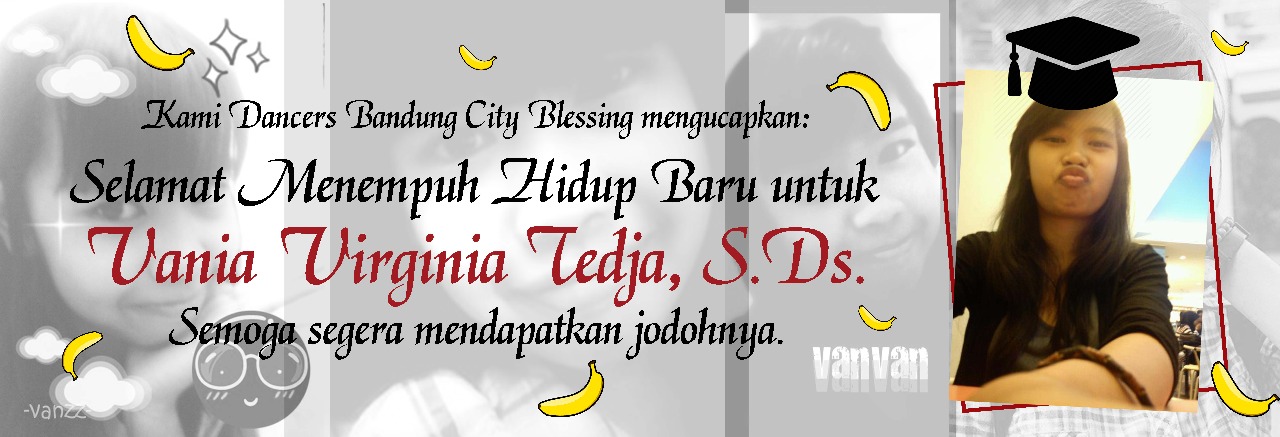 Kami Dancers Bandung City Blessing mengucapkan:
Selamat Menempuh Hidup Baru untuk
Vania Virginia Tedja, S.Ds.
Semoga segera mendapatkan jodohnya.
vanvan
-vanzz-